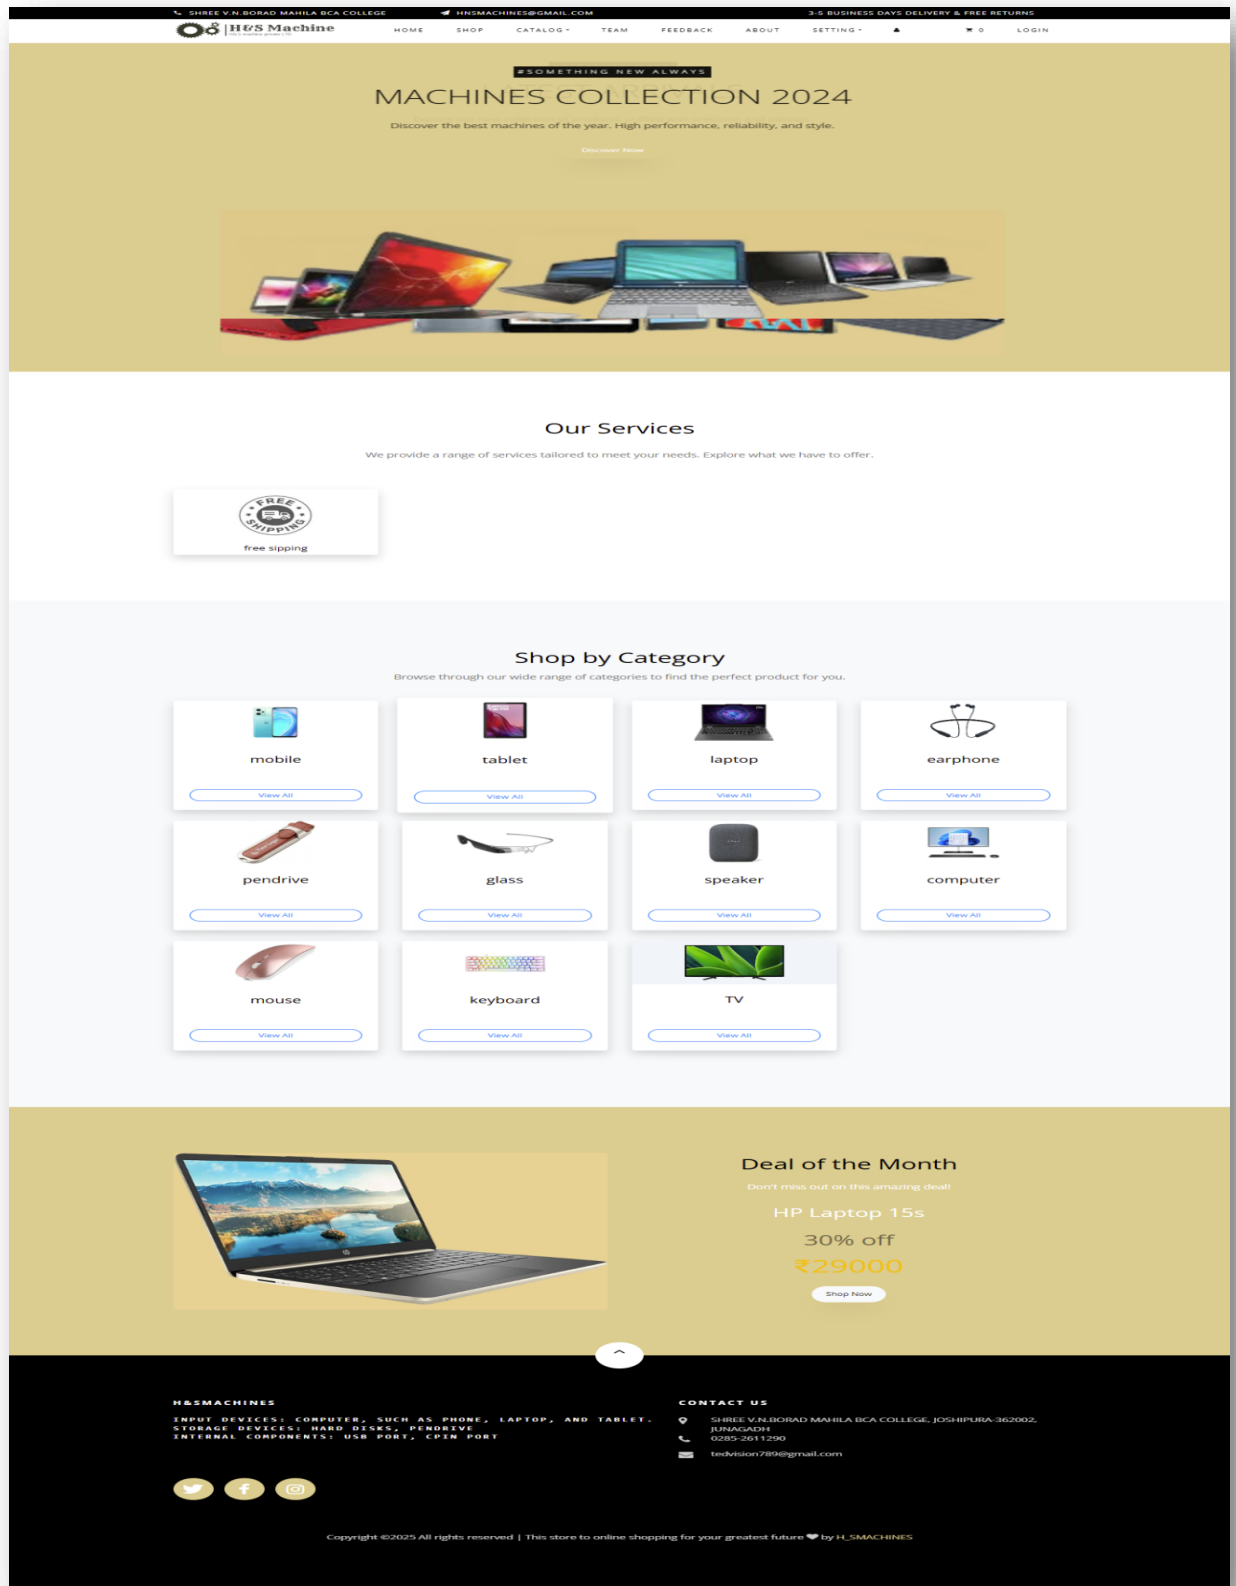 SHREE V.N.BORAD MAHILA BCA COLLEGE HNSMACHINES@GMAIL.COM 3-5 BUSINESS DAYS DELIVERY & FREE RETURNS
H&S Machine HOME SHOP CATALOG TEAM FEEDBACK ABOUT SETTING 0 LOGIN
#SOMETHING NEW ALWAYS
MACHINES COLLECTION 2024
Discover the best machines of the year. High performance, reliability, and style.
Discover Now
Our Services
We provide a range of services tailored to meet your needs. Explore what we have to offer.
FREE
SHIPPING
free sipping
Shop by Category
Browse through our wide range of categories to find the perfect product for you.
mobile tablet laptop earphone
View All View All View All View All
pendrive glass speaker computer
View All View All View All View All
mouse keyboard TV
View All View All View All
Deal of the Month
Don't miss out on this amazing deal!
HP Laptop 15s
30% off
₹29000
Shop Now
H&SMACHINES
INPUT DEVICES: COMPUTER, SUCH AS PHONE, LAPTOP, AND TABLET.
STORAGE DEVICES: HARD DISKS, PENDRIVE
INTERNAL COMPONENTS: USB PORT, CPIN PORT
CONTACT US
SHREE V.N.BORAD MAHILA BCA COLLEGE, JOSHIPURA-362002,
JUNAGADH
0285-2611290
tedvision789@gmail.com
Copyright ©2025 All rights reserved | This store to online shopping for your greatest future ❤ by H_SMACHINES